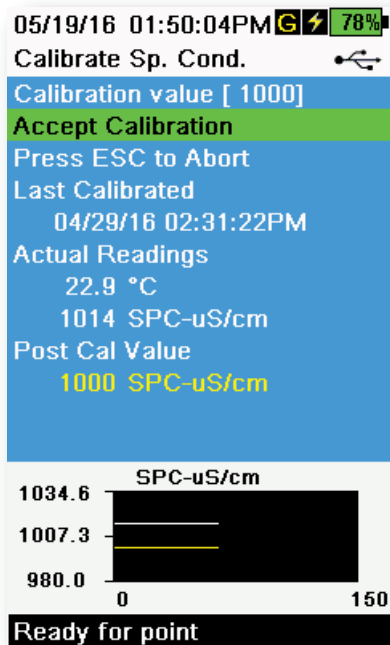 05/19/16 01:50:04PM G 78%
Calibrate Sp. Cond.
Calibration value [ 1000]
Accept Calibration
Press ESC to Abort
Last Calibrated
04/29/16 02:31:22PM
Actual Readings
22.9 °C
1014 SPC-uS/cm
Post Cal Value
1000 SPC-uS/cm
SPC-uS/cm
1034.6
1007.3
980.0
0 150
Ready for point